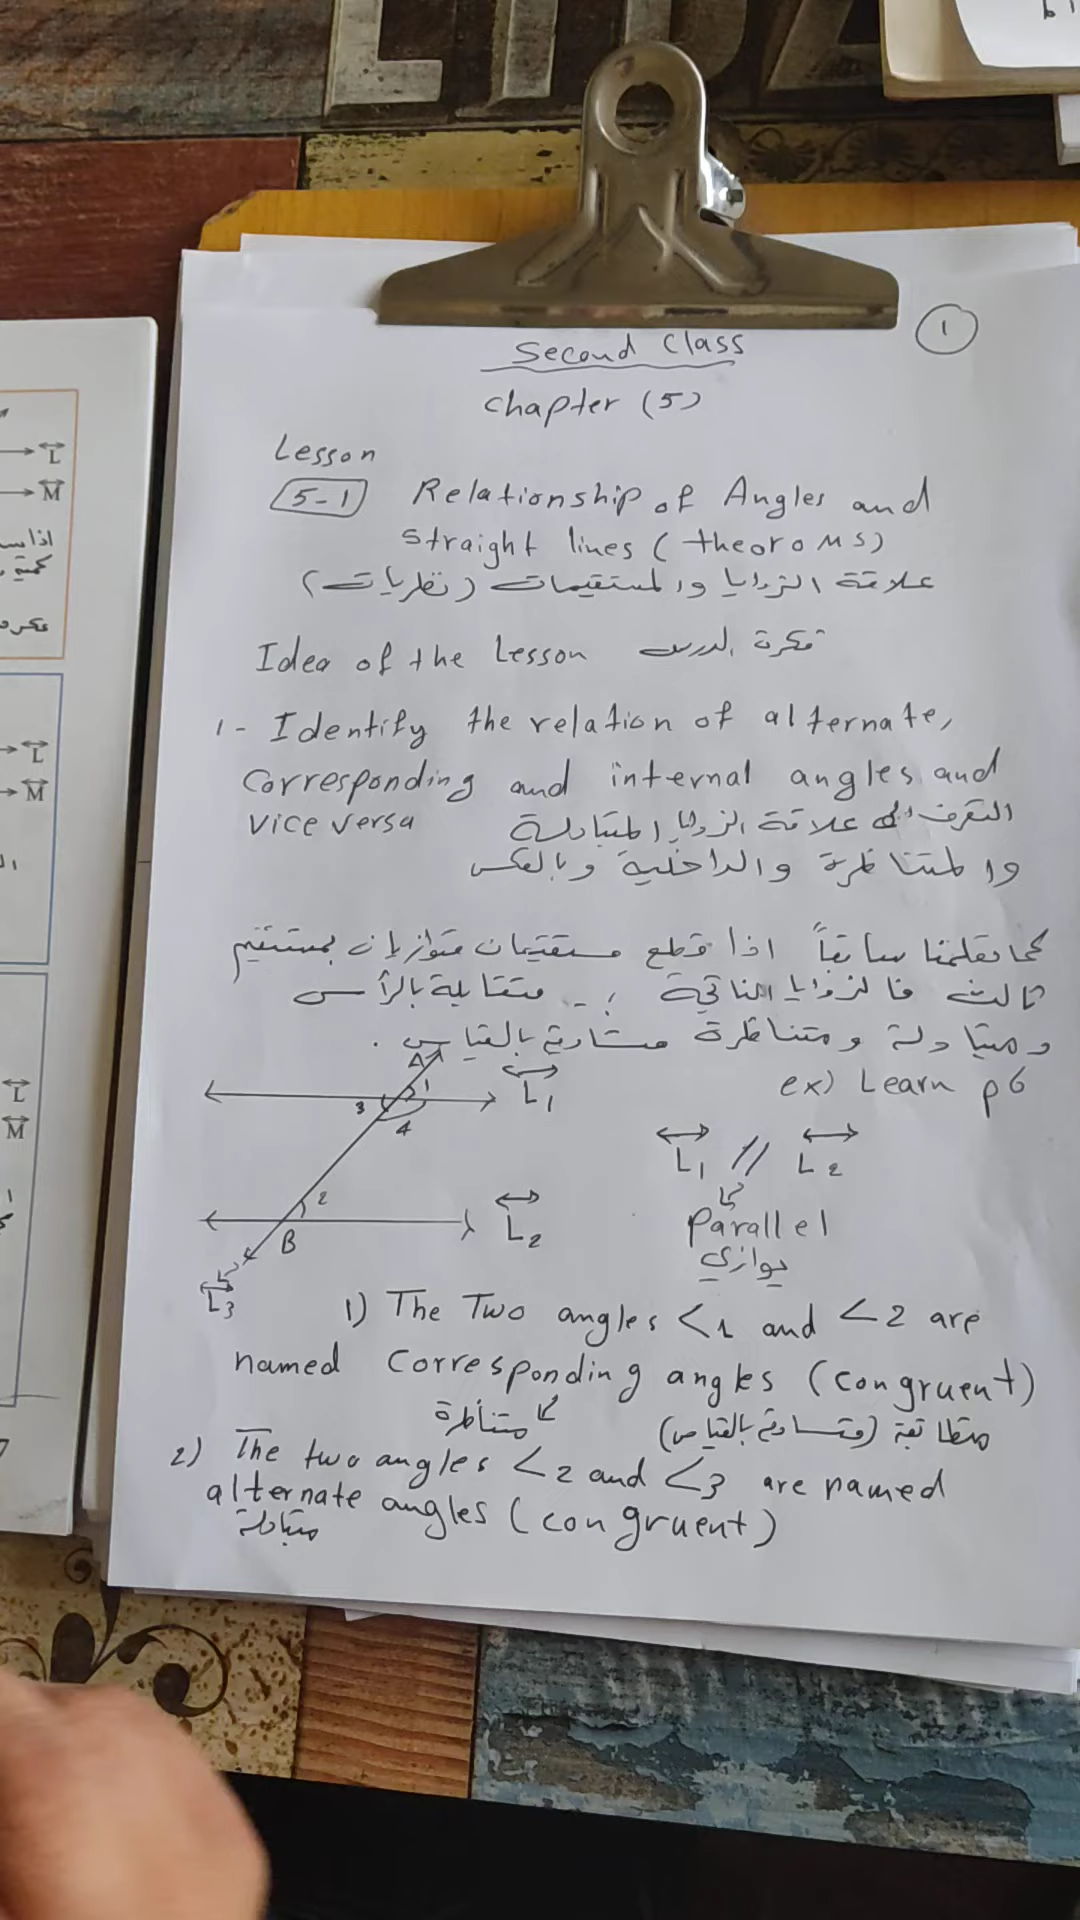 1
Second Class
chapter (5)
Lesson
5-1 Relationship of Angles and
straight lines (theoroms)
علاقة الزوايا والمستقيمات (نظريات)
Idea of the Lesson فكرة الدرس
1- Identify the relation of alternate,
Corresponding and internal angles and
vice versa التعرف الى علاقة الزوايا المتبادلة
والمتناظرة والداخلية وبالعكس
كما تعلمنا سابقاً اذا قطع مستقيمان متوازيان بمستقيم
ثالث فالزوايا الناتجة :- متقابلة بالرأس
ومتبادلة ومتناظرة متساوية بالقياس .
ex) Learn p6
A 1 L1
3 4
L1 // L2
2
B L2
Parallel
يوازي
L3
1) The Two angles <1 and <2 are
named Corresponding angles (congruent)
متناظرة متطابقة (متساوية بالقياس)
2) The two angles <2 and <3 are named
alternate angles (congruent)
متبادلة
L
M
L
M
L
M